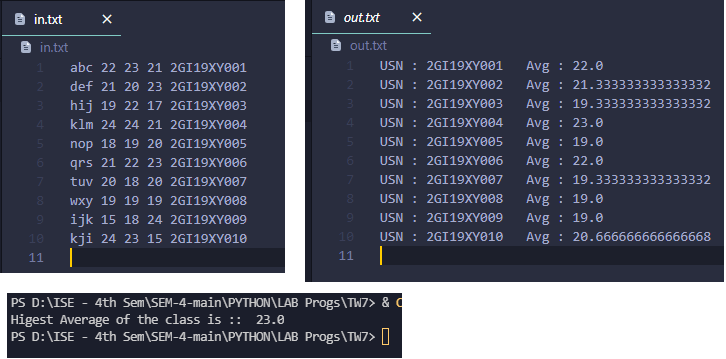 in.txt
in.txt
1 abc 22 23 21 2GI19XY001
2 def 21 20 23 2GI19XY002
3 hij 19 22 17 2GI19XY003
4 klm 24 24 21 2GI19XY004
5 nop 18 19 20 2GI19XY005
6 qrs 21 22 23 2GI19XY006
7 tuv 20 18 20 2GI19XY007
8 wxy 19 19 19 2GI19XY008
9 ijk 15 18 24 2GI19XY009
10 kji 24 23 15 2GI19XY010
11
out.txt
out.txt
1 USN : 2GI19XY001 Avg : 22.0
2 USN : 2GI19XY002 Avg : 21.333333333333332
3 USN : 2GI19XY003 Avg : 19.333333333333332
4 USN : 2GI19XY004 Avg : 23.0
5 USN : 2GI19XY005 Avg : 19.0
6 USN : 2GI19XY006 Avg : 22.0
7 USN : 2GI19XY007 Avg : 19.333333333333332
8 USN : 2GI19XY008 Avg : 19.0
9 USN : 2GI19XY009 Avg : 19.0
10 USN : 2GI19XY010 Avg : 20.666666666666668
11
PS D:\ISE - 4th Sem\SEM-4-main\PYTHON\LAB Progs\TW7> & C
Higest Average of the class is :: 23.0
PS D:\ISE - 4th Sem\SEM-4-main\PYTHON\LAB Progs\TW7>